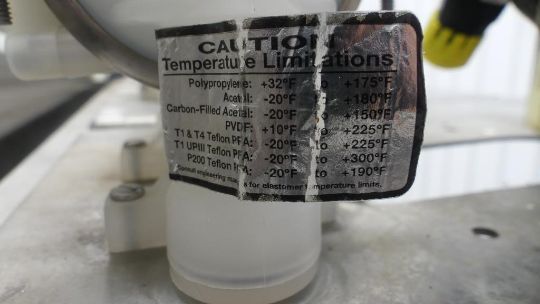 CAUTION
Temperature Limitations
Polypropylene: +32°F to +175°F
Acetal: -20°F to +180°F
Carbon-Filled Acetal: -20°F to +150°F
PVDF: +10°F to +225°F
T1 & T4 Teflon PFA: -20°F to +225°F
T1 UPIII Teflon PFA: -20°F to +300°F
P200 Teflon PFA: -20°F to +190°F
Consult engineering for elastomer temperature limits.